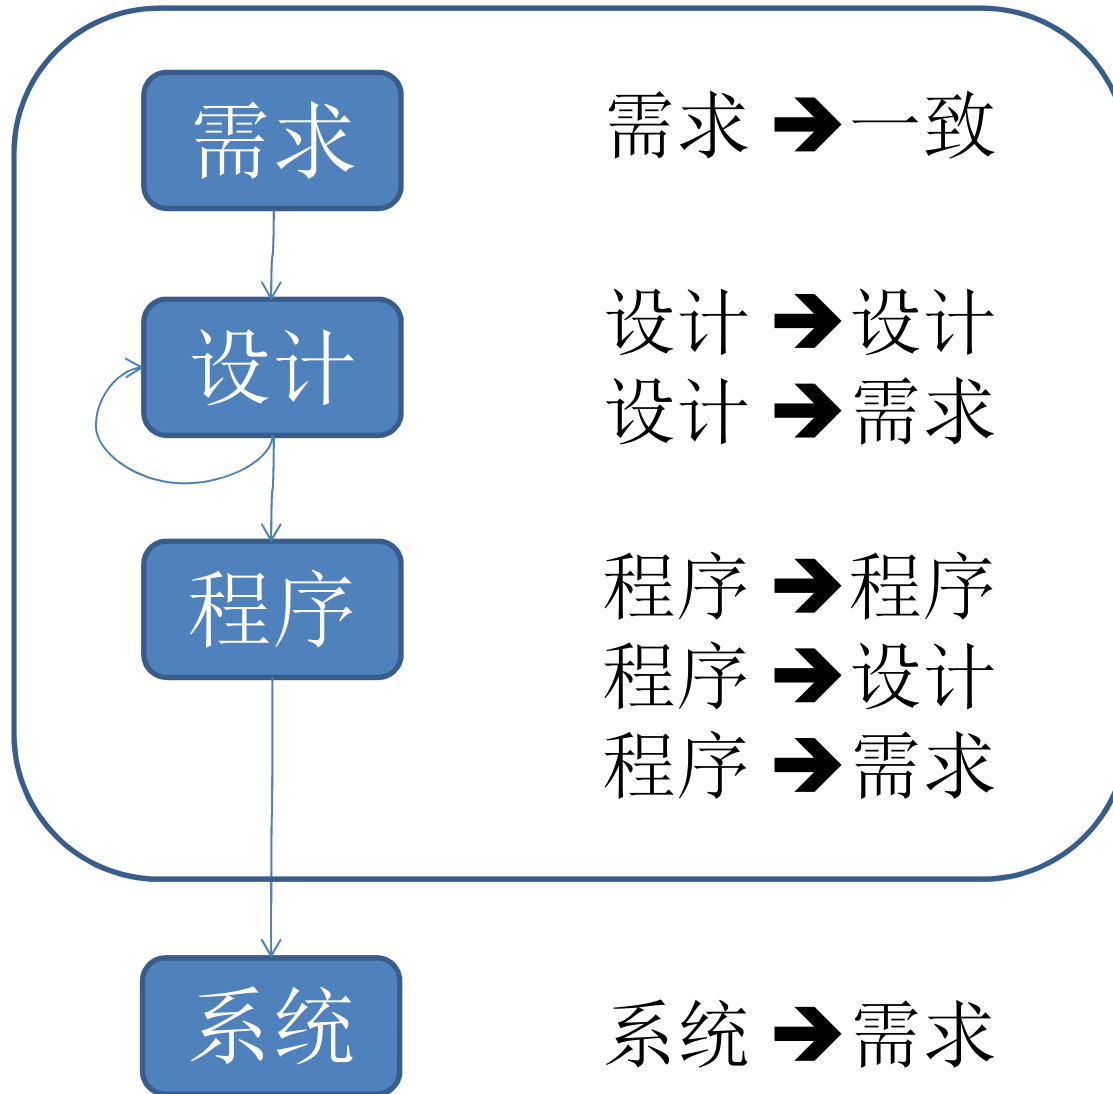 需求
需求 ➔ 一致
设计
设计 ➔ 设计
设计 ➔ 需求
程序
程序 ➔ 程序
程序 ➔ 设计
程序 ➔ 需求
系统
系统 ➔ 需求